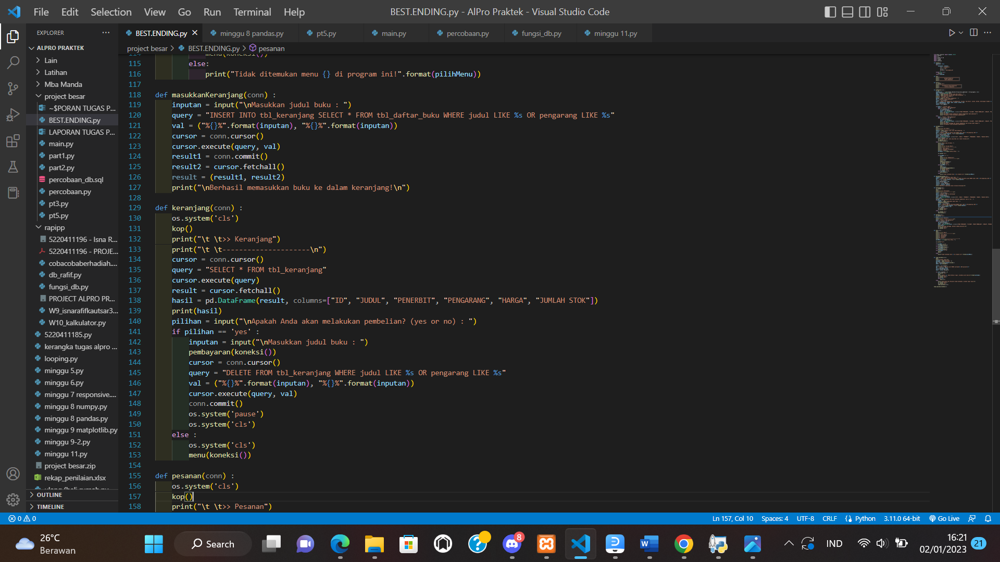 File Edit Selection View Go Run Terminal Help
BEST.ENDING.py - AlPro Praktek - Visual Studio Code
EXPLORER
BEST.ENDING.py
minggu 8 pandas.py
pt5.py
main.py
percobaan.py
fungsi_db.py
minggu 11.py
project besar > BEST.ENDING.py > pesanan
ALPRO PRAKTEK
Lain
Latihan
Mba Manda
project besar
~$PORAN TUGAS P...
BEST.ENDING.py
LAPORAN TUGAS P...
main.py
part1.py
part2.py
percobaan_db.sql
percobaan.py
pt3.py
pt5.py
rapipp
5220411196 - Isna R...
5220411196 - PROJE...
cobacobaberhadiah....
db_rafif.py
fungsi_db.py
PROJECT ALPRO PR...
W9_isnarafifkautsar3...
W10_kalkulator.py
5220411185.py
kerangka tugas alpro ...
looping.py
minggu 5.py
minggu 6.py
minggu 7 responsive....
minggu 8 numpy.py
minggu 8 pandas.py
minggu 9 matplotlib.py
minggu 9-2.py
minggu 11.py
project besar.zip
rekap_penilaian.xlsx
OUTLINE
TIMELINE
114 menu(koneksi())
115 else:
116 print("Tidak ditemukan menu {} di program ini!".format(pilihMenu))
117
118 def masukkanKeranjang(conn) :
119 inputan = input("\nMasukkan judul buku : ")
120 query = "INSERT INTO tbl_keranjang SELECT * FROM tbl_daftar_buku WHERE judul LIKE %s OR pengarang LIKE %s"
121 val = ("%{}%".format(inputan), "%{}%".format(inputan))
122 cursor = conn.cursor()
123 cursor.execute(query, val)
124 result1 = conn.commit()
125 result2 = cursor.fetchall()
126 result = (result1, result2)
127 print("\nBerhasil memasukkan buku ke dalam keranjang!\n")
128
129 def keranjang(conn) :
130 os.system('cls')
131 kop()
132 print("\t \t>> Keranjang")
133 print("\t \t---------------------\n")
134 cursor = conn.cursor()
135 query = "SELECT * FROM tbl_keranjang"
136 cursor.execute(query)
137 result = cursor.fetchall()
138 hasil = pd.DataFrame(result, columns=["ID", "JUDUL", "PENERBIT", "PENGARANG", "HARGA", "JUMLAH STOK"])
139 print(hasil)
140 pilihan = input("\nApakah Anda akan melakukan pembelian? (yes or no) : ")
141 if pilihan == 'yes' :
142 inputan = input("\nMasukkan judul buku : ")
143 pembayaran(koneksi())
144 cursor = conn.cursor()
145 query = "DELETE FROM tbl_keranjang WHERE judul LIKE %s OR pengarang LIKE %s"
146 val = ("%{}%".format(inputan), "%{}%".format(inputan))
147 cursor.execute(query, val)
148 conn.commit()
149 os.system('pause')
150 os.system('cls')
151 else :
152 os.system('cls')
153 menu(koneksi())
154
155 def pesanan(conn) :
156 os.system('cls')
157 kop()
158 print("\t \t>> Pesanan")
0 0
Ln 157, Col 10 Spaces: 4 UTF-8 CRLF Python 3.11.0 64-bit Go Live
26°C
Berawan
Search
8
IND
16:21
02/01/2023
21